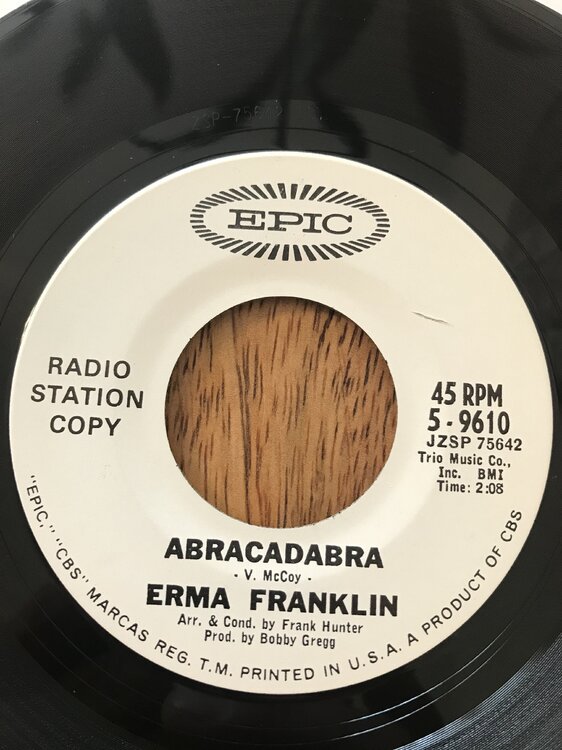 EPIC
RADIO
STATION
COPY
45 RPM
5-9610
JZSP 75642
Trio Music Co.,
Inc. BMI
Time: 2:08
ABRACADABRA
- V. McCoy -
ERMA FRANKLIN
Arr. & Cond. by Frank Hunter
Prod. by Bobby Gregg
"EPIC," "CBS" MARCAS REG. T.M. PRINTED IN U.S.A. A PRODUCT OF CBS